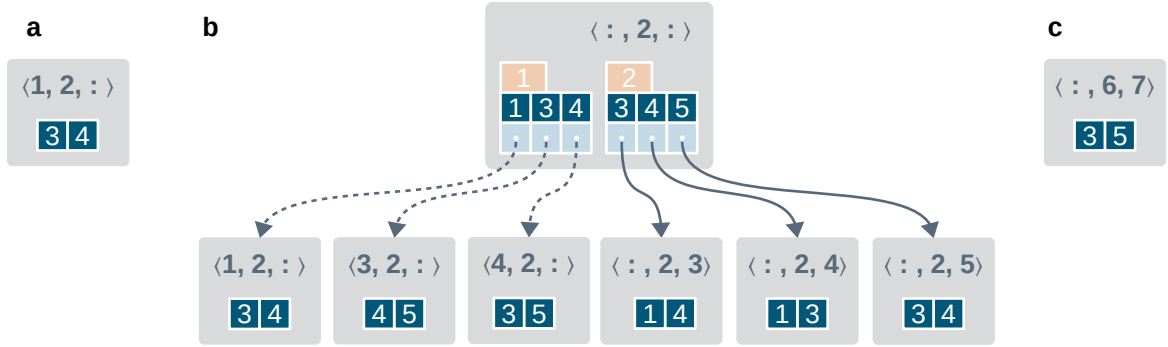 a
b
c
⟨1, 2, : ⟩
3 4
⟨ : , 2, : ⟩
1
1 3 4
2
3 4 5
⟨ : , 6, 7⟩
3 5
⟨1, 2, : ⟩
3 4
⟨3, 2, : ⟩
4 5
⟨4, 2, : ⟩
3 5
⟨ : , 2, 3⟩
1 4
⟨ : , 2, 4⟩
1 3
⟨ : , 2, 5⟩
3 4